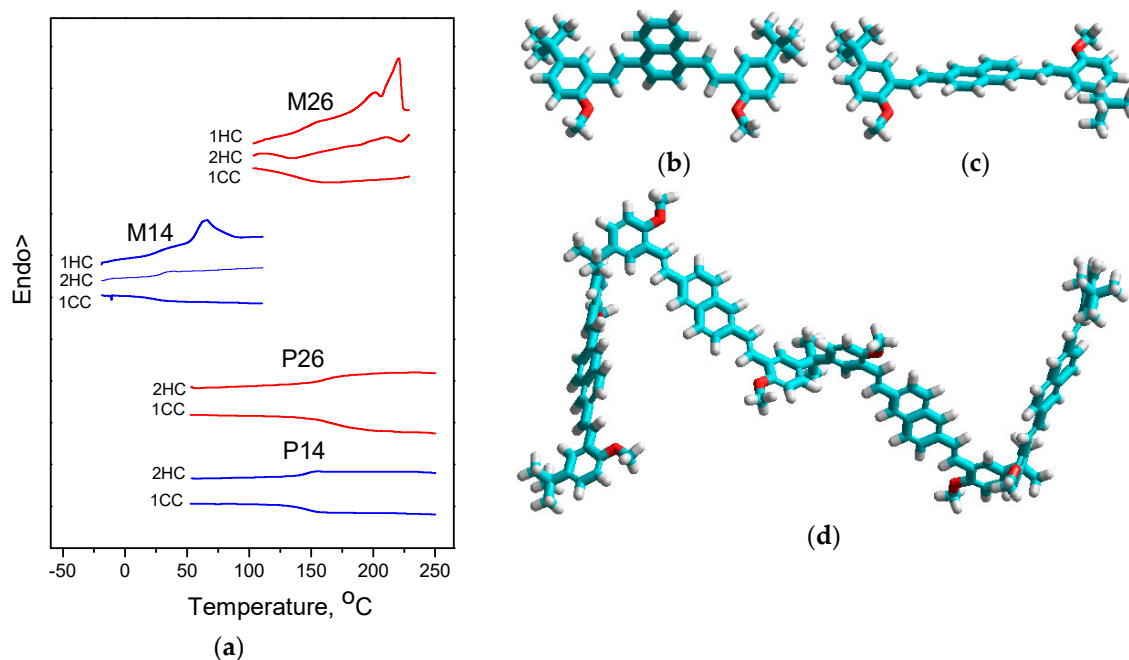 M26
1HC
2HC
1CC
M14
1HC
2HC
1CC
P26
2HC
1CC
P14
2HC
1CC
Endo>
-50 0 50 100 150 200 250
Temperature, °C
(a)
(b)
(c)
(d)